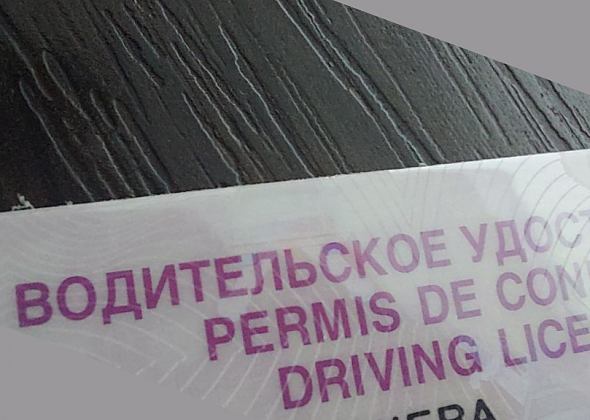 ВОДИТЕЛЬСКОЕ УДОСТ
PERMIS DE CON
DRIVING LICE